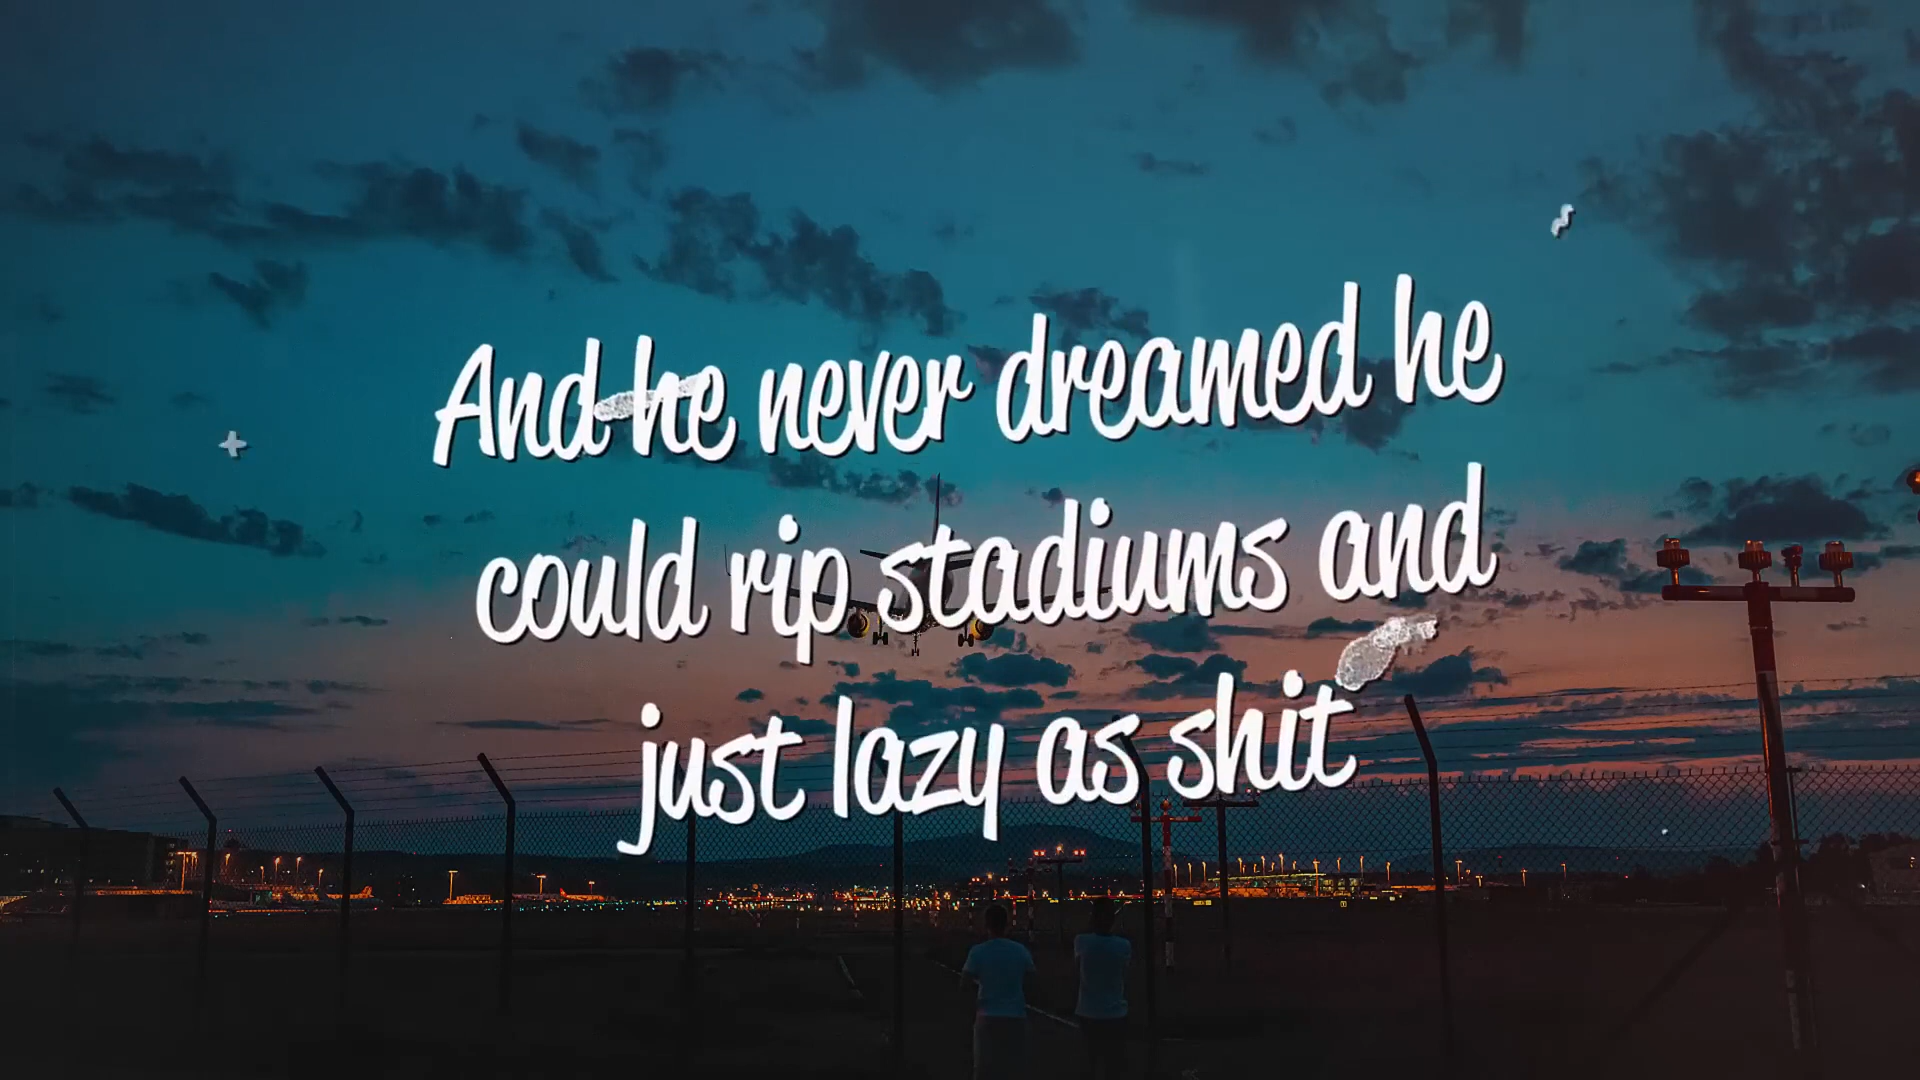 And he never dreamed he
could rip stadiums and
just lazy as shit